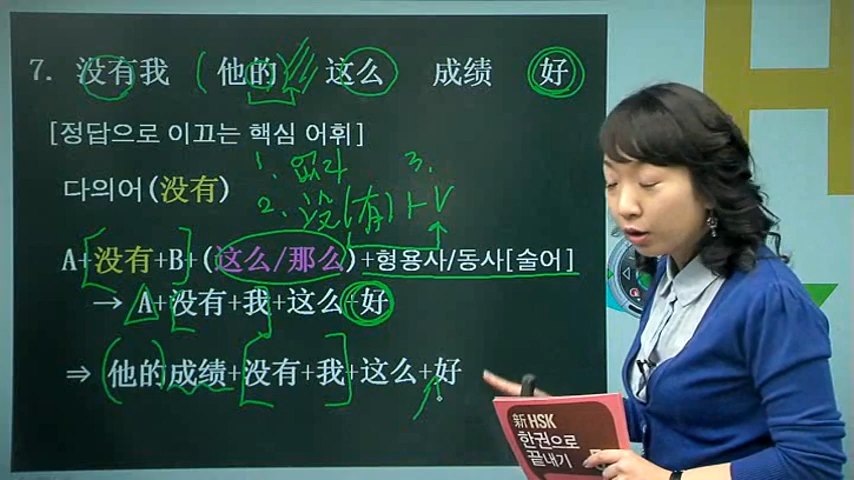 7. 没有我 (他的 这么 成绩 好
[정답으로 이끄는 핵심 어휘]
1. 없다 3.
다의어(没有)
2. 没(有)+V
A+[没有+B]+(这么/那么)+형용사/동사[술어]
→ A+没有+我+这么+好
⇒ (他的成绩+[没有+我]+这么+好
新HSK
한권으로
끝내기
H